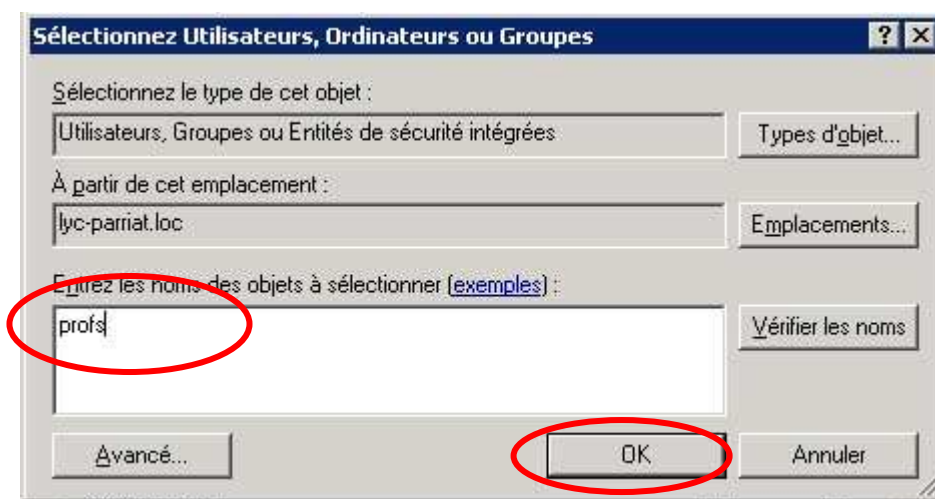 Sélectionnez Utilisateurs, Ordinateurs ou Groupes
Sélectionnez le type de cet objet :
Utilisateurs, Groupes ou Entités de sécurité intégrées
Types d'objet...
À partir de cet emplacement :
lyc-parriat.loc
Emplacements...
Entrez les noms des objets à sélectionner (exemples) :
profs
Vérifier les noms
Avancé...
OK
Annuler